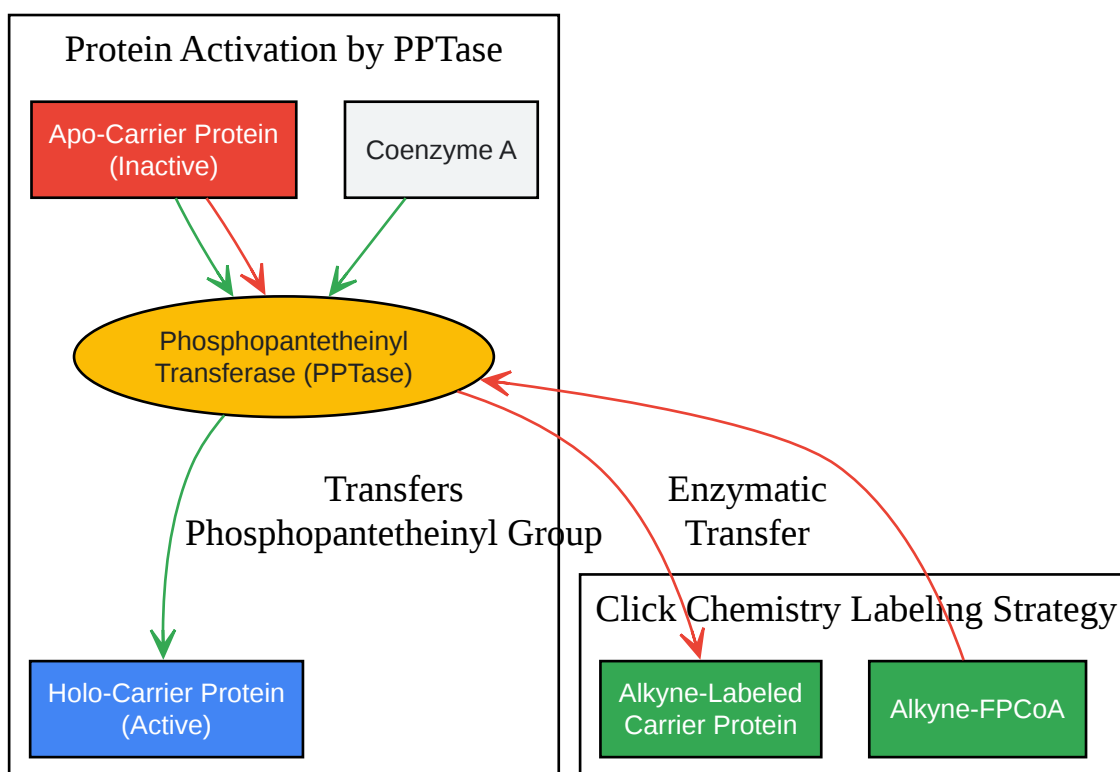 Protein Activation by PPTase
Apo-Carrier Protein
(Inactive)
Coenzyme A
Phosphopantetheinyl
Transferase (PPTase)
Transfers
Phosphopantetheinyl Group
Enzymatic
Transfer
Click Chemistry Labeling Strategy
Holo-Carrier Protein
(Active)
Alkyne-Labeled
Carrier Protein
Alkyne-FPCoA